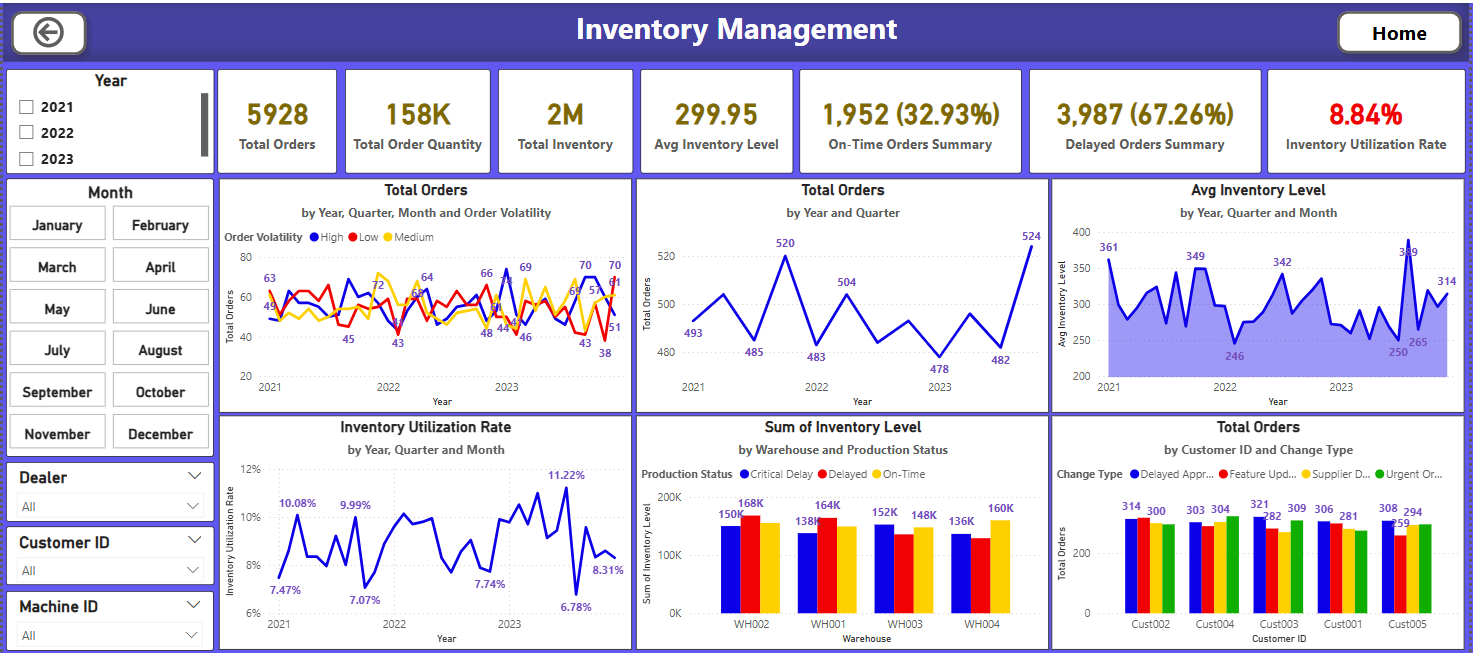 Inventory Management
Home
Year
2021
2022
2023
5928
Total Orders
158K
Total Order Quantity
2M
Total Inventory
299.95
Avg Inventory Level
1,952 (32.93%)
On-Time Orders Summary
3,987 (67.26%)
Delayed Orders Summary
8.84%
Inventory Utilization Rate
Month
January February
March April
May June
July August
September October
November December
Dealer
All
Customer ID
All
Machine ID
All
Total Orders
by Year, Quarter, Month and Order Volatility
Order Volatility High Low Medium
Total Orders
80
60
40
20
63
49
45
72
43
64
66
48
44
69
46
70
69
43
57
70
61
51
38
2021 2022 2023
Year
Total Orders
by Year and Quarter
Total Orders
500
480
493
485
520
483
504
478
482
524
2021 2022 2023
Year
Avg Inventory Level
by Year, Quarter and Month
Avg Inventory Level
400
350
300
250
200
361
349
246
342
250
265
314
2021 2022 2023
Year
Inventory Utilization Rate
by Year, Quarter and Month
Inventory Utilization Rate
12%
10%
8%
6%
7.47%
10.08%
9.99%
7.07%
7.74%
11.22%
6.78%
8.31%
2021 2022 2023
Year
Sum of Inventory Level
by Warehouse and Production Status
Production Status Critical Delay Delayed On-Time
Sum of Inventory Level
200K
100K
0K
150K 168K
138K 164K
152K 148K
136K 160K
WH002 WH001 WH003 WH004
Warehouse
Total Orders
by Customer ID and Change Type
Change Type Delayed Appr... Feature Upd... Supplier D... Urgent Or...
Total Orders
200
0
314 300
303 304
321 282 309
306 281
308 259 294
Cust002 Cust004 Cust003 Cust001 Cust005
Customer ID